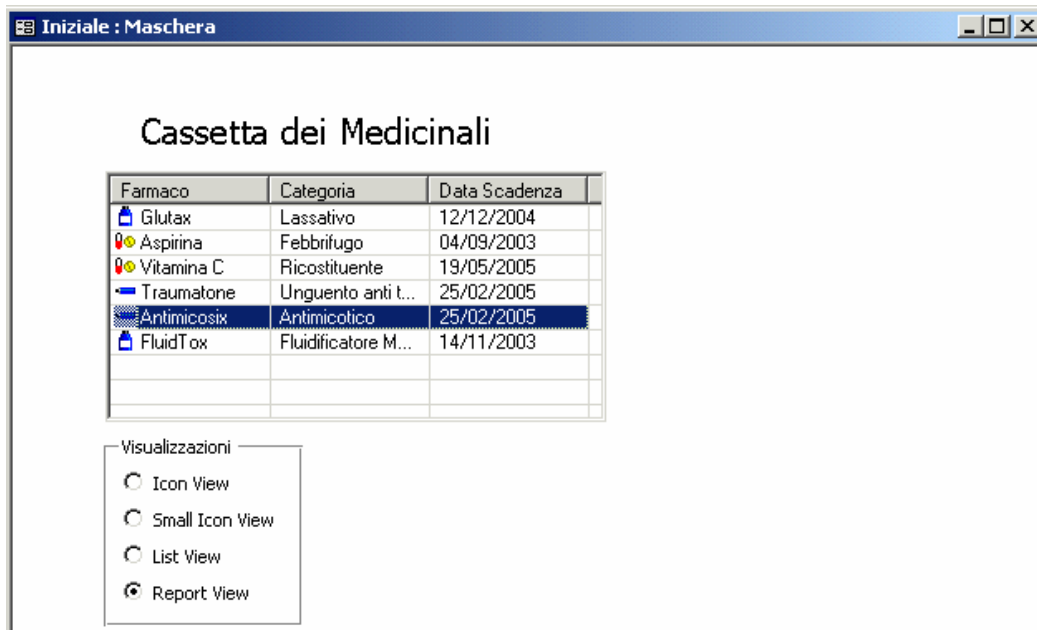 Iniziale : Maschera
Cassetta dei Medicinali
Farmaco Categoria Data Scadenza
Glutax Lassativo 12/12/2004
Aspirina Febbrifugo 04/09/2003
Vitamina C Ricostituente 19/05/2005
Traumatone Unguento anti t... 25/02/2005
Antimicosix Antimicotico 25/02/2005
FluidTox Fluidificatore M... 14/11/2003
Visualizzazioni
Icon View
Small Icon View
List View
Report View